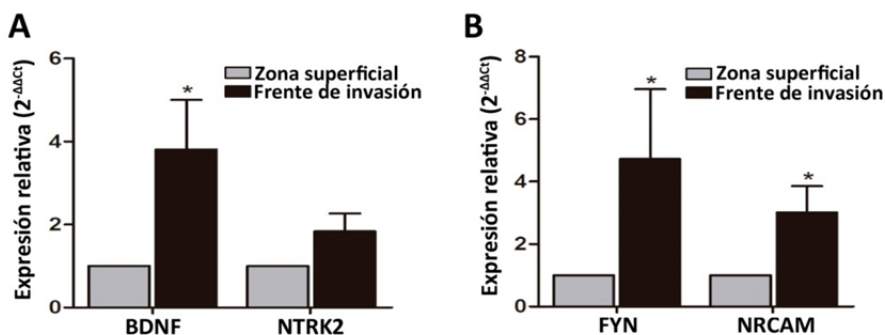 A
Expresión relativa (2^-ΔΔCt)
6
4
2
0
Zona superficial
Frente de invasión
*
BDNF
NTRK2
B
Expresión relativa (2^-ΔΔCt)
8
6
4
2
0
Zona superficial
Frente de invasión
*
*
FYN
NRCAM